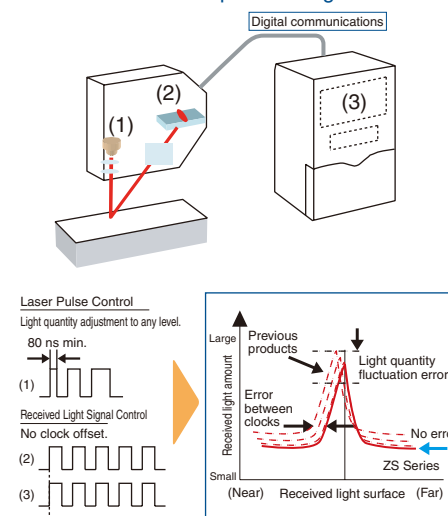 Digital communications
(1)
(2)
(3)
Laser Pulse Control
Light quantity adjustment to any level.
80 ns min.
(1)
Received Light Signal Control
No clock offset.
(2)
(3)
Large
Received light amount
Small
Previous
products
Error
between
clocks
Light quantity
fluctuation error
No error
ZS Series
(Near)
Received light surface
(Far)